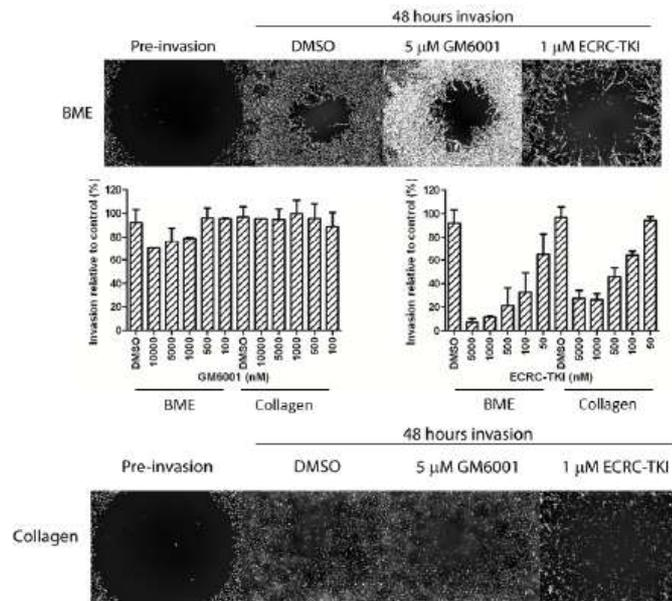 48 hours invasion
Pre-invasion DMSO 5 μM GM6001 1 μM ECRC-TKI
BME
Invasion relative to control (%)
120
100
80
60
40
20
0
DMSO 10000 5000 1000 500 100 DMSO 10000 5000 1000 500 100
GM6001 (nM)
BME Collagen
Invasion relative to control (%)
120
100
80
60
40
20
0
DMSO 5000 1000 500 100 50 DMSO 5000 1000 500 100 50
ECRC-TKI (nM)
BME Collagen
48 hours invasion
Pre-invasion DMSO 5 μM GM6001 1 μM ECRC-TKI
Collagen